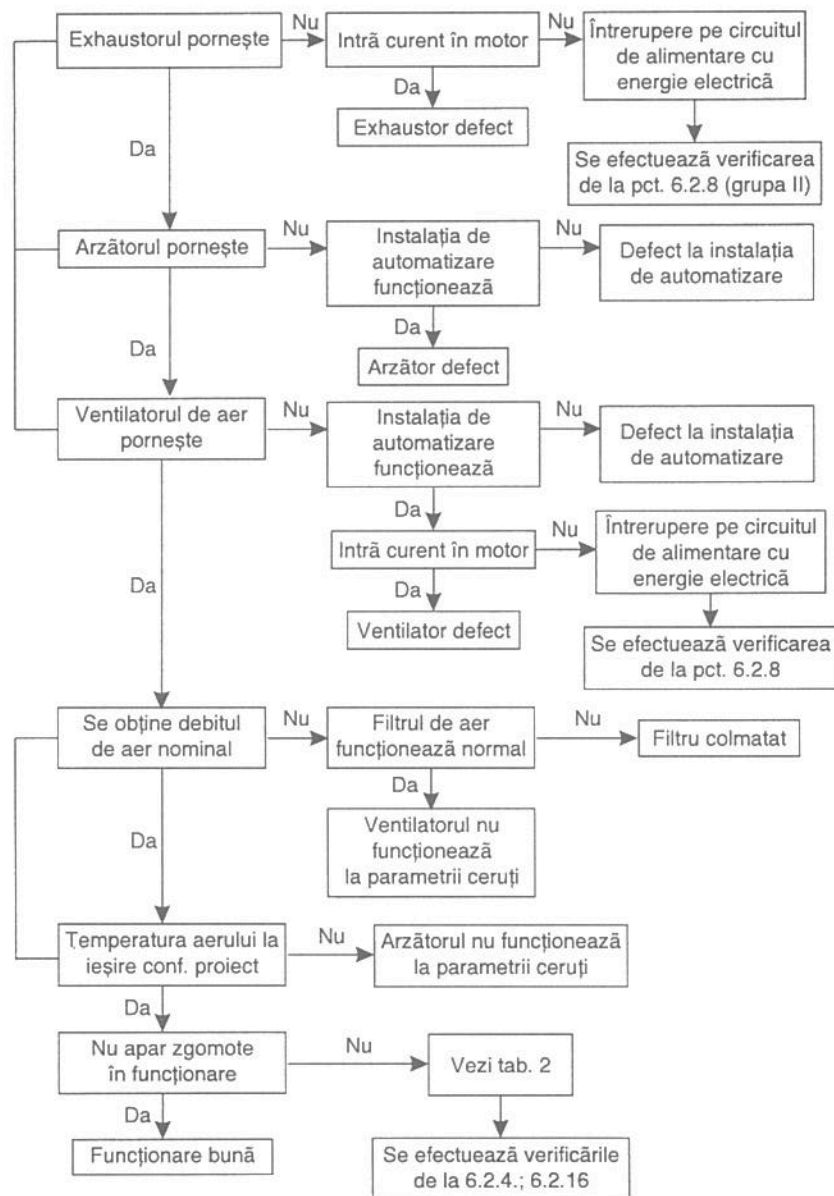 Exhaustorul pornește
Nu
Intră curent în motor
Nu
Întrerupere pe circuitul
de alimentare cu
energie electrică
Da
Exhaustor defect
Da
Se efectuează verificarea
de la pct. 6.2.8 (grupa II)
Arzătorul pornește
Nu
Instalația de
automatizare
funcționează
Nu
Defect la instalația
de automatizare
Da
Arzător defect
Da
Ventilatorul de aer
pornește
Nu
Instalația de
automatizare
funcționează
Nu
Defect la instalația
de automatizare
Da
Intră curent în motor
Nu
Întrerupere pe circuitul
de alimentare cu
energie electrică
Da
Da
Ventilator defect
Se efectuează verificarea
de la pct. 6.2.8
Se obține debitul
de aer nominal
Nu
Filtrul de aer
funcționează normal
Nu
Filtru colmatat
Da
Ventilatorul nu
funcționează
la parametrii ceruți
Da
Temperatura aerului la
ieșire conf. proiect
Nu
Arzătorul nu funcționează
la parametrii ceruți
Da
Nu apar zgomote
în funcționare
Nu
Vezi tab. 2
Da
Funcționare bună
Se efectuează verificările
de la 6.2.4.; 6.2.16